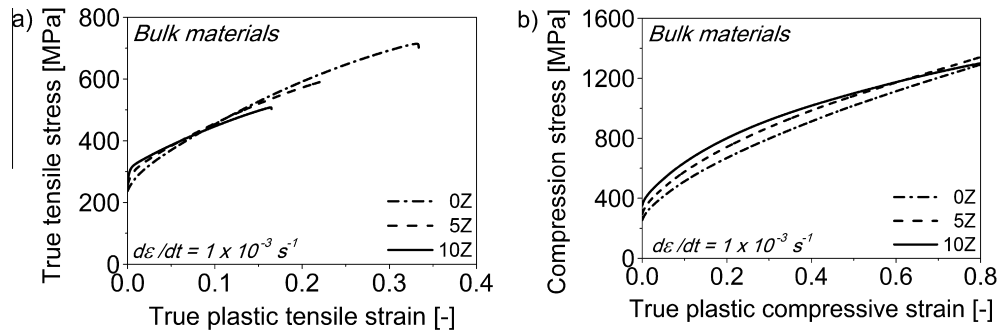 a)
Bulk materials
True tensile stress [MPa]
800
600
400
200
0
0Z
5Z
10Z
dε/dt = 1 x 10⁻³ s⁻¹
0.0 0.1 0.2 0.3 0.4
True plastic tensile strain [-]
b)
Bulk materials
Compression stress [MPa]
1600
1200
800
400
0
0Z
5Z
10Z
dε/dt = 1 x 10⁻³ s⁻¹
0.0 0.2 0.4 0.6 0.8
True plastic compressive strain [-]